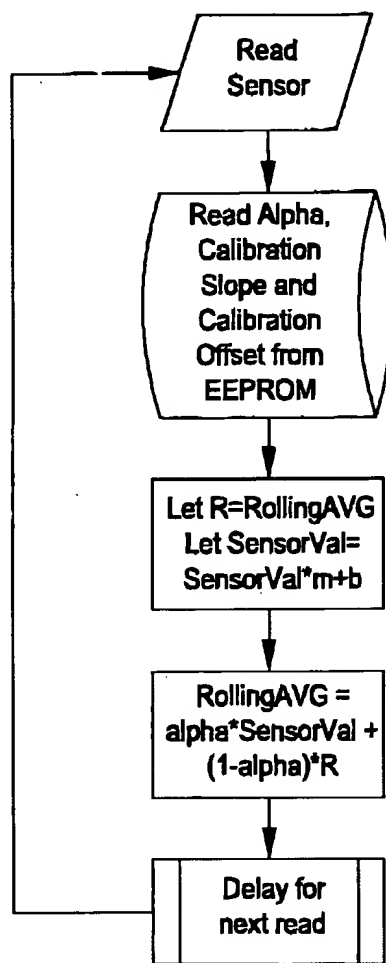 Read
Sensor
Read Alpha,
Calibration
Slope and
Calibration
Offset from
EEPROM
Let R=RollingAVG
Let SensorVal=
SensorVal*m+b
RollingAVG =
alpha*SensorVal +
(1-alpha)*R
Delay for
next read